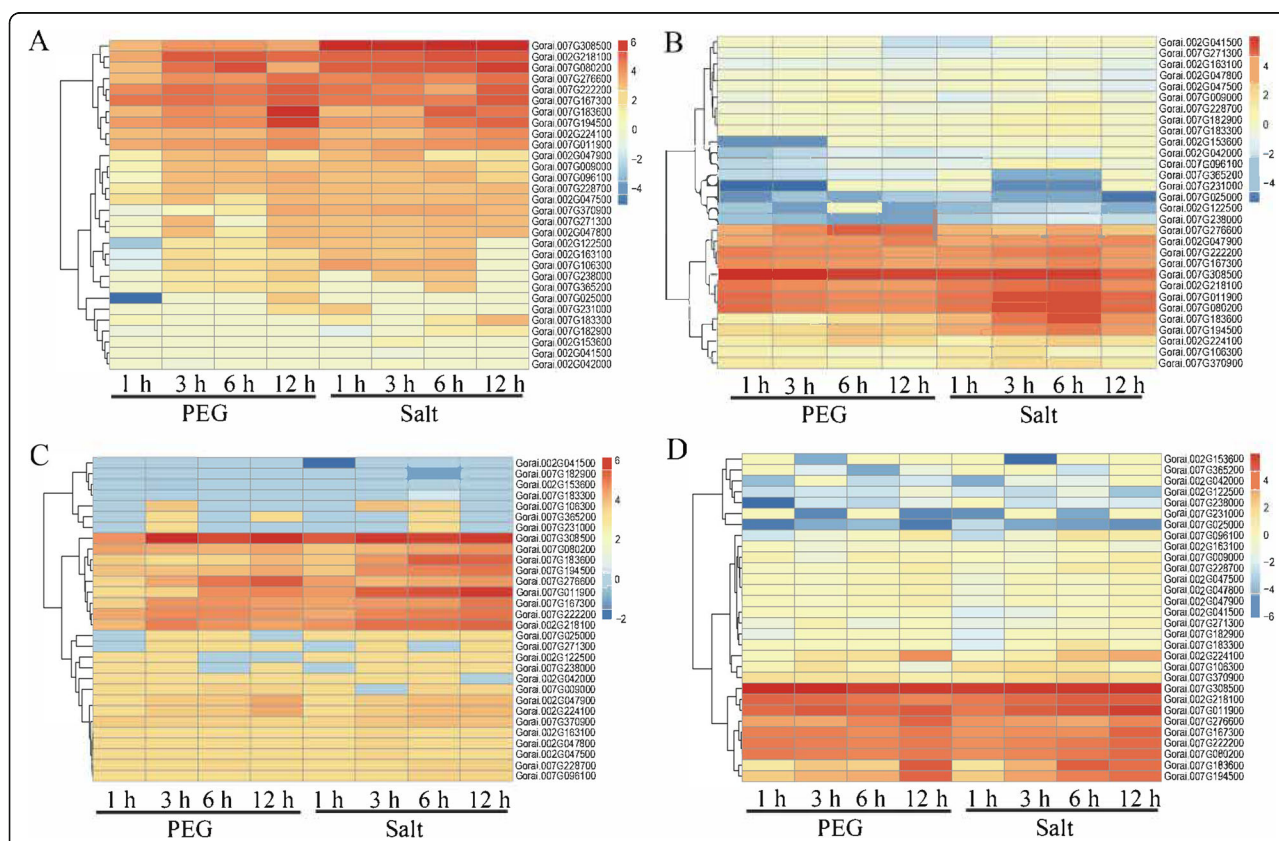 A
Gorai.007G308500
Gorai.002G218100
Gorai.007G080200
Gorai.007G276600
Gorai.007G222200
Gorai.007G167300
Gorai.007G183600
Gorai.007G194500
Gorai.002G224100
Gorai.007G011900
Gorai.002G047900
Gorai.007G009000
Gorai.007G096100
Gorai.007G228700
Gorai.002G047500
Gorai.007G370900
Gorai.007G271300
Gorai.002G047800
Gorai.002G122500
Gorai.002G163100
Gorai.007G106300
Gorai.007G238000
Gorai.007G365200
Gorai.007G025000
Gorai.007G231000
Gorai.007G183300
Gorai.007G182900
Gorai.002G153600
Gorai.002G041500
Gorai.002G042000
6
4
2
0
−2
−4
1 h 3 h 6 h 12 h 1 h 3 h 6 h 12 h
PEG Salt
B
Gorai.002G041500
Gorai.007G271300
Gorai.002G163100
Gorai.002G047800
Gorai.002G047500
Gorai.007G009000
Gorai.007G228700
Gorai.007G182900
Gorai.007G183300
Gorai.002G153600
Gorai.002G042000
Gorai.007G096100
Gorai.007G365200
Gorai.007G231000
Gorai.007G025000
Gorai.002G122500
Gorai.007G238000
Gorai.007G276600
Gorai.002G047900
Gorai.007G222200
Gorai.007G167300
Gorai.007G308500
Gorai.002G218100
Gorai.007G011900
Gorai.007G080200
Gorai.007G183600
Gorai.007G194500
Gorai.002G224100
Gorai.007G106300
Gorai.007G370900
4
2
0
−2
−4
1 h 3 h 6 h 12 h 1 h 3 h 6 h 12 h
PEG Salt
C
Gorai.002G041500
Gorai.007G182900
Gorai.002G153600
Gorai.007G183300
Gorai.007G106300
Gorai.007G365200
Gorai.007G231000
Gorai.007G308500
Gorai.007G080200
Gorai.007G183600
Gorai.007G194500
Gorai.007G276600
Gorai.007G011900
Gorai.007G167300
Gorai.007G222200
Gorai.002G218100
Gorai.007G025000
Gorai.007G271300
Gorai.002G122500
Gorai.007G238000
Gorai.002G042000
Gorai.007G009000
Gorai.002G047900
Gorai.002G224100
Gorai.007G370900
Gorai.002G163100
Gorai.002G047800
Gorai.002G047500
Gorai.007G228700
Gorai.007G096100
6
4
2
0
−2
1 h 3 h 6 h 12 h 1 h 3 h 6 h 12 h
PEG Salt
D
Gorai.002G153600
Gorai.007G365200
Gorai.002G042000
Gorai.002G122500
Gorai.007G238000
Gorai.007G231000
Gorai.007G025000
Gorai.007G096100
Gorai.002G163100
Gorai.007G009000
Gorai.007G228700
Gorai.002G047500
Gorai.002G047800
Gorai.002G047900
Gorai.002G041500
Gorai.007G271300
Gorai.007G182900
Gorai.007G183300
Gorai.002G224100
Gorai.007G106300
Gorai.007G370900
Gorai.007G308500
Gorai.002G218100
Gorai.007G011900
Gorai.007G276600
Gorai.007G167300
Gorai.007G222200
Gorai.007G080200
Gorai.007G183600
Gorai.007G194500
4
2
0
−2
−4
−6
1 h 3 h 6 h 12 h 1 h 3 h 6 h 12 h
PEG Salt